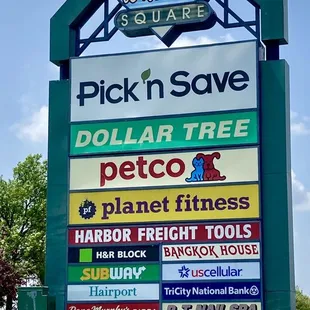 SQUARE
Pick'n Save
DOLLAR TREE
petco
pf planet fitness
HARBOR FREIGHT TOOLS
H&R BLOCK
BANGKOK HOUSE
SUBWAY
uscellular
Hairport
TriCity National Bank